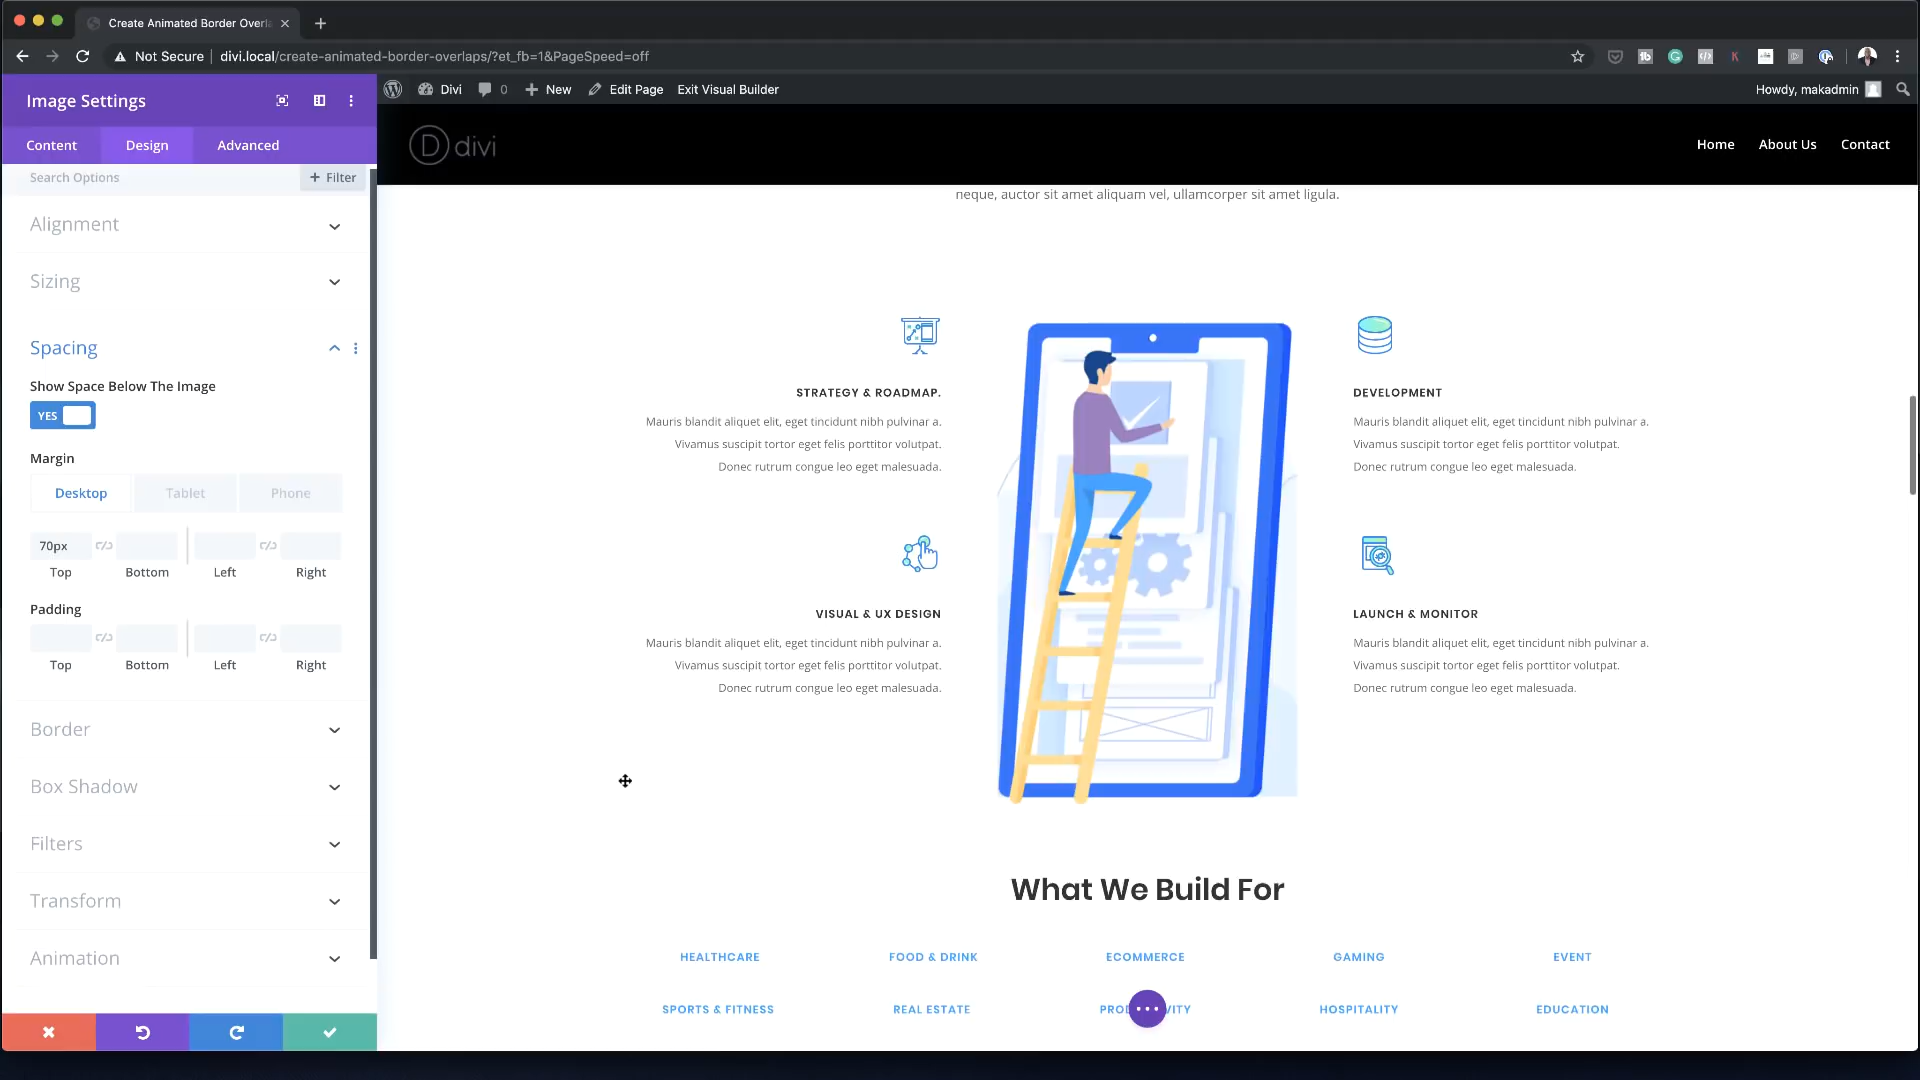 Create Animated Border Overla
Not Secure
divi.local/create-animated-border-overlaps/?et_fb=1&PageSpeed=off
Image Settings
Content
Design
Advanced
Search Options
+ Filter
Alignment
Sizing
Spacing
Show Space Below The Image
YES
Margin
Desktop
Tablet
Phone
70px
Top
Bottom
Left
Right
Padding
Top
Bottom
Left
Right
Border
Box Shadow
Filters
Transform
Animation
Divi
0
New
Edit Page
Exit Visual Builder
Howdy, makadmin
D divi
Home
About Us
Contact
neque, auctor sit amet aliquam vel, ullamcorper sit amet ligula.
STRATEGY & ROADMAP.
Mauris blandit aliquet elit, eget tincidunt nibh pulvinar a.
Vivamus suscipit tortor eget felis porttitor volutpat.
Donec rutrum congue leo eget malesuada.
DEVELOPMENT
Mauris blandit aliquet elit, eget tincidunt nibh pulvinar a.
Vivamus suscipit tortor eget felis porttitor volutpat.
Donec rutrum congue leo eget malesuada.
VISUAL & UX DESIGN
Mauris blandit aliquet elit, eget tincidunt nibh pulvinar a.
Vivamus suscipit tortor eget felis porttitor volutpat.
Donec rutrum congue leo eget malesuada.
LAUNCH & MONITOR
Mauris blandit aliquet elit, eget tincidunt nibh pulvinar a.
Vivamus suscipit tortor eget felis porttitor volutpat.
Donec rutrum congue leo eget malesuada.
What We Build For
HEALTHCARE
FOOD & DRINK
ECOMMERCE
GAMING
EVENT
SPORTS & FITNESS
REAL ESTATE
HOSPITALITY
EDUCATION